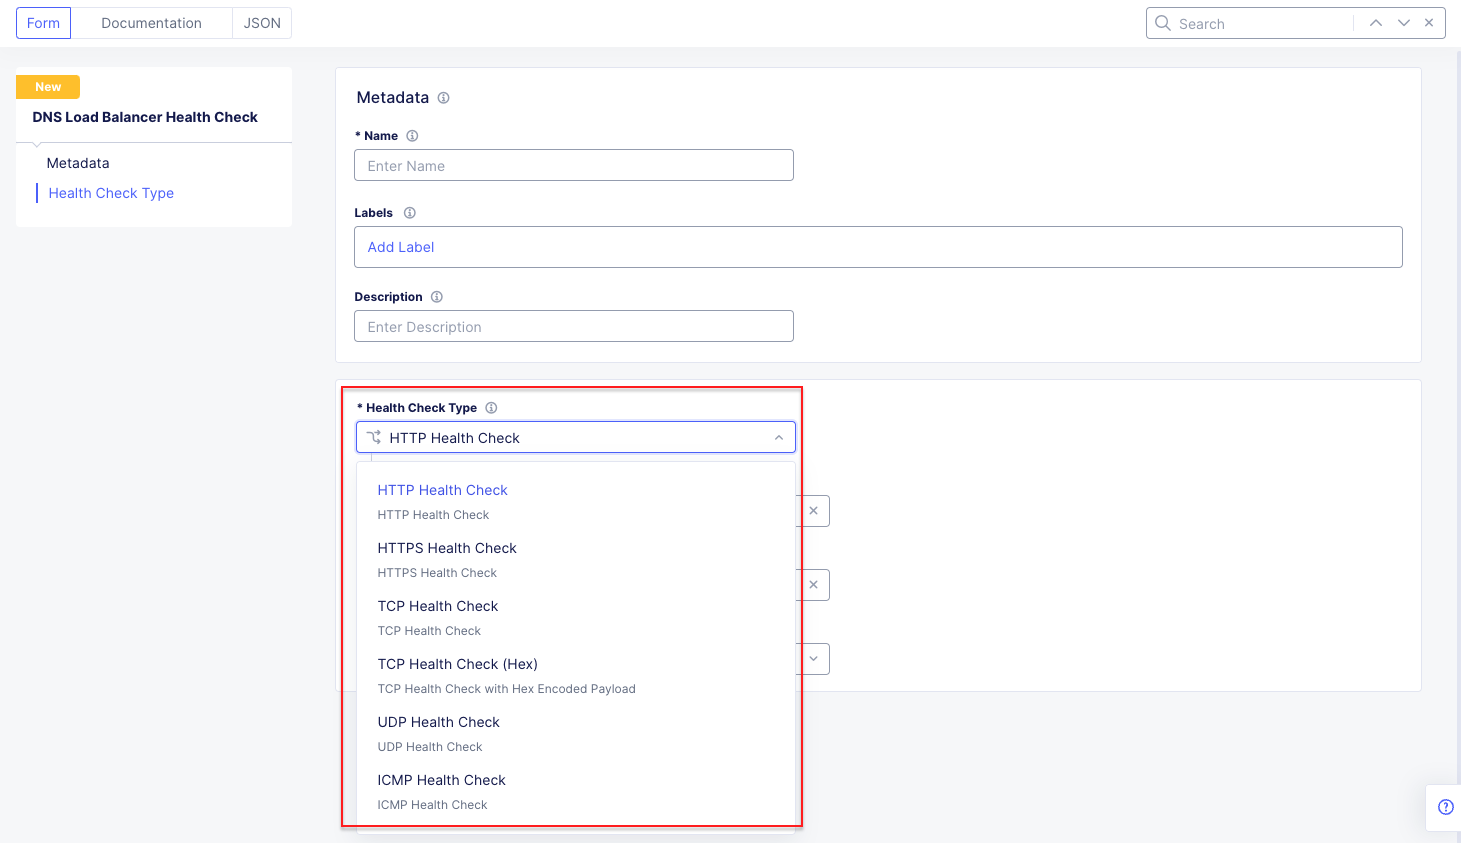 Form
Documentation
JSON
Search
New
DNS Load Balancer Health Check
Metadata
Health Check Type
Metadata
* Name
Enter Name
Labels
Add Label
Description
Enter Description
* Health Check Type
HTTP Health Check
HTTP Health Check
HTTP Health Check
HTTPS Health Check
HTTPS Health Check
TCP Health Check
TCP Health Check
TCP Health Check (Hex)
TCP Health Check with Hex Encoded Payload
UDP Health Check
UDP Health Check
ICMP Health Check
ICMP Health Check